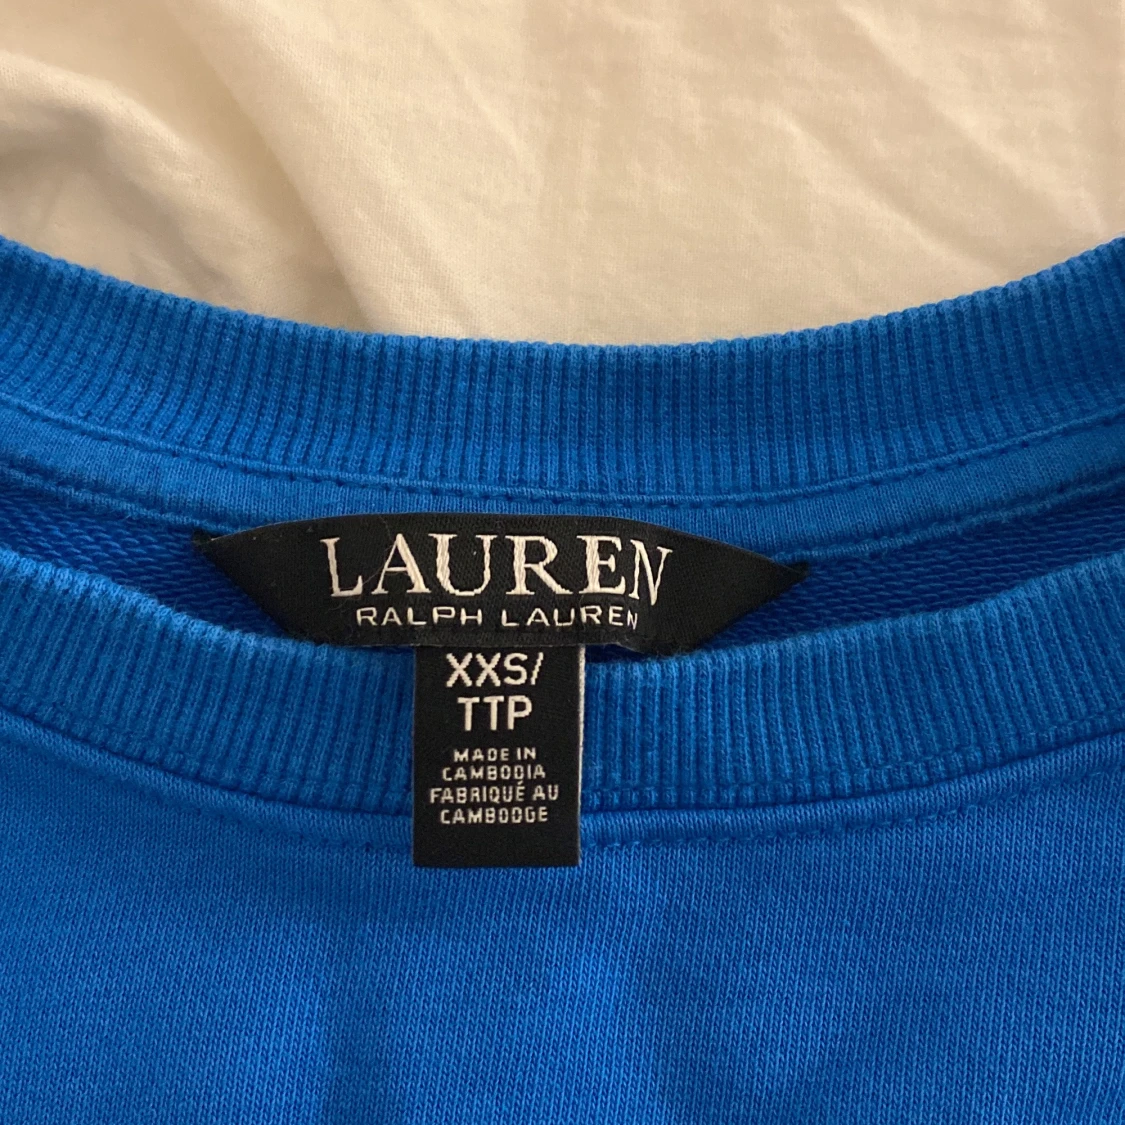 LAUREN
RALPH LAUREN
XXS/
TTP
MADE IN
CAMBODIA
FABRIQUÉ AU
CAMBODGE